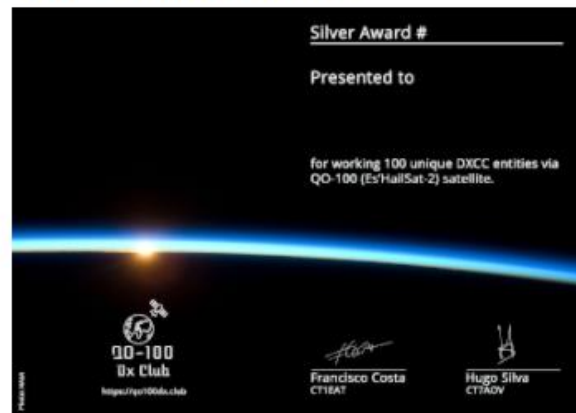 Silver Award #
Presented to
for working 100 unique DXCC entities via
QO-100 (Es'HailSat-2) satellite.
QO-100
Dx Club
https://qo100dx.club
Francisco Costa
CT1EAT
Hugo Silva
CT7AOV